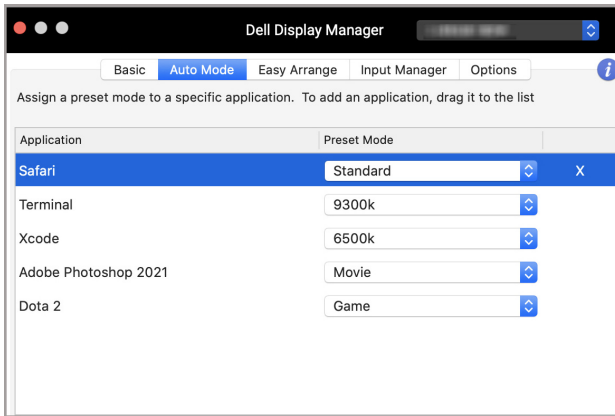 Dell Display Manager
Basic Auto Mode Easy Arrange Input Manager Options i
Assign a preset mode to a specific application. To add an application, drag it to the list
Application Preset Mode
Safari Standard X
Terminal 9300k
Xcode 6500k
Adobe Photoshop 2021 Movie
Dota 2 Game